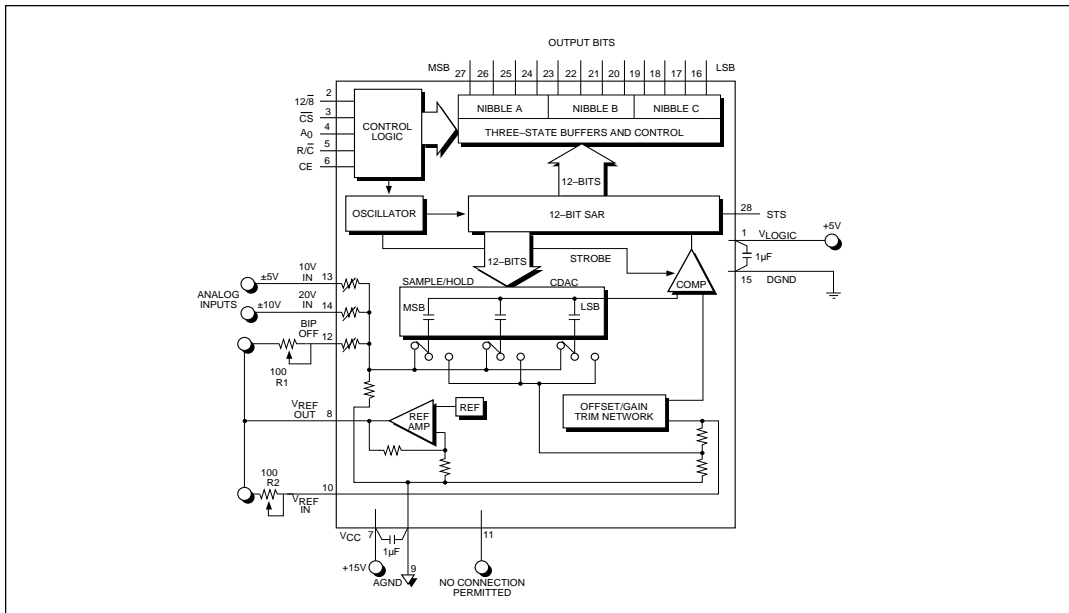 OUTPUT BITS
MSB
27 26 25 24 23 22 21 20 19 18 17 16
LSB
2
12/8̅
3
C̅S̅
4
A0
5
R/C̅
6
CE
CONTROL
LOGIC
NIBBLE A
NIBBLE B
NIBBLE C
THREE–STATE BUFFERS AND CONTROL
12–BITS
OSCILLATOR
12–BIT SAR
28
STS
1
VLOGIC
+5V
1µF
15
DGND
12–BITS
STROBE
COMP
SAMPLE/HOLD
CDAC
MSB
LSB
ANALOG
INPUTS
±5V
10V
IN
13
±10V
20V
IN
14
BIP
OFF
12
100
R1
VREF
OUT
8
REF
AMP
REF
OFFSET/GAIN
TRIM NETWORK
100
R2
10
VREF
IN
VCC
7
1µF
9
11
+15V
AGND
NO CONNECTION
PERMITTED